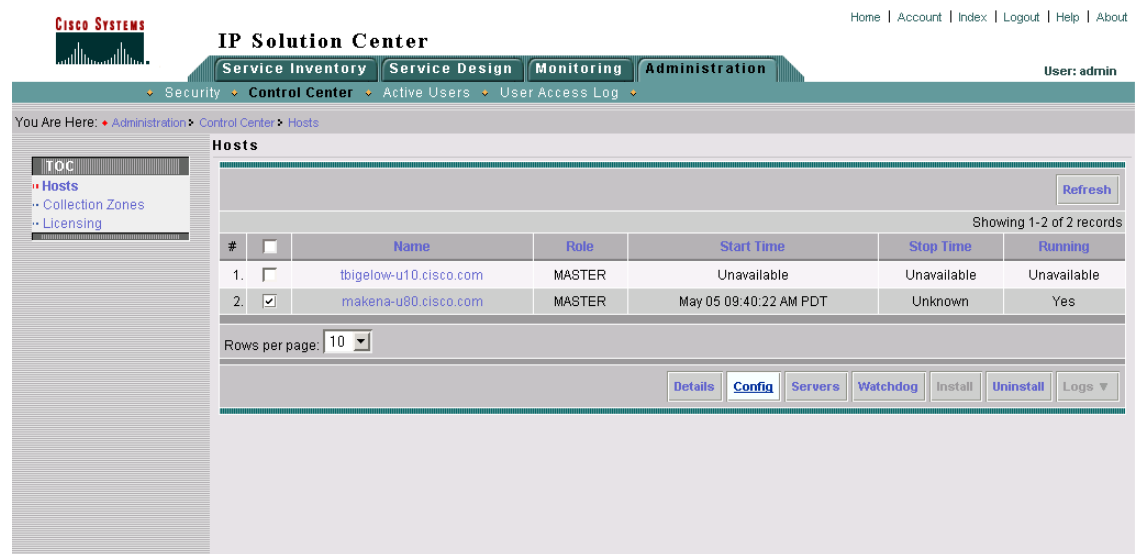 Home | Account | Index | Logout | Help | About
CISCO SYSTEMS
IP Solution Center
Service Inventory Service Design Monitoring Administration
User: admin
Security Control Center Active Users User Access Log
You Are Here: Administration Control Center Hosts
Hosts
TOC
Hosts
Collection Zones
Licensing
Refresh
Showing 1-2 of 2 records
# Name Role Start Time Stop Time Running
1. tbigelow-u10.cisco.com MASTER Unavailable Unavailable Unavailable
2. makena-u80.cisco.com MASTER May 05 09:40:22 AM PDT Unknown Yes
Rows per page: 10
Details Config Servers Watchdog Install Uninstall Logs